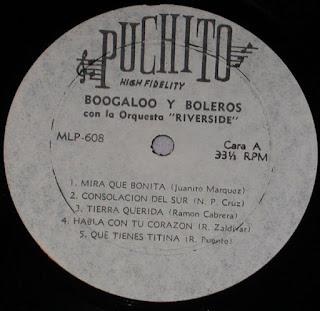 PUCHITO
HIGH FIDELITY
BOOGALOO Y BOLEROS
con la Orquesta "RIVERSIDE"
MLP-608
Cara A
33⅓ RPM
1. MIRA QUE BONITA (Juanito Marquez)
2. CONSOLACION DEL SUR (N. P. Cruz)
3. TIERRA QUERIDA (Ramon Cabrera)
4. HABLA CON TU CORAZON (R. Zaldivar)
5. QUE TIENES TITINA (R. Puento)